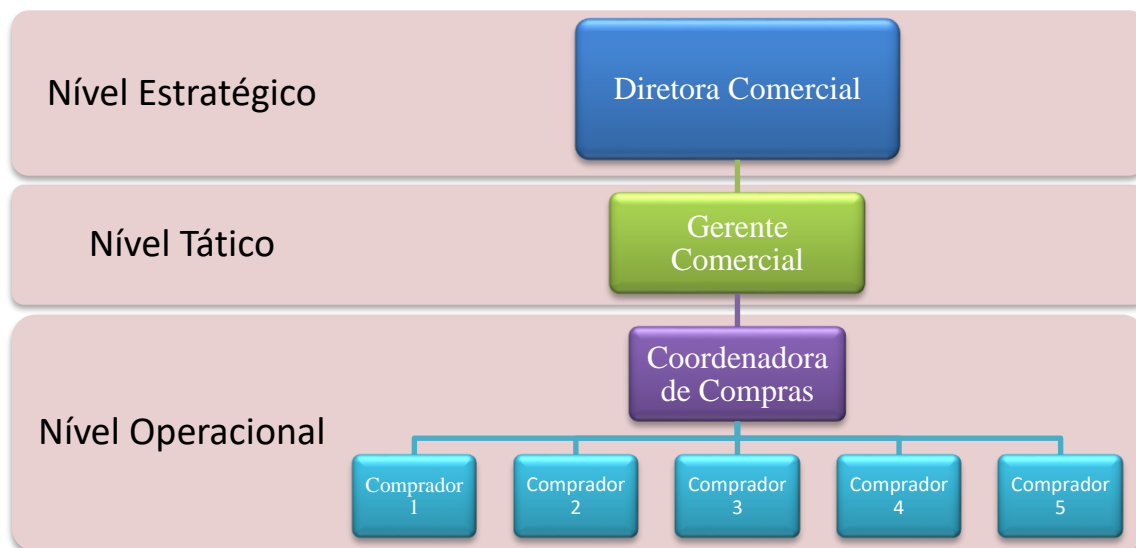 Nível Estratégico
Diretora Comercial
Nível Tático
Gerente
Comercial
Nível Operacional
Coordenadora
de Compras
Comprador
1
Comprador
2
Comprador
3
Comprador
4
Comprador
5